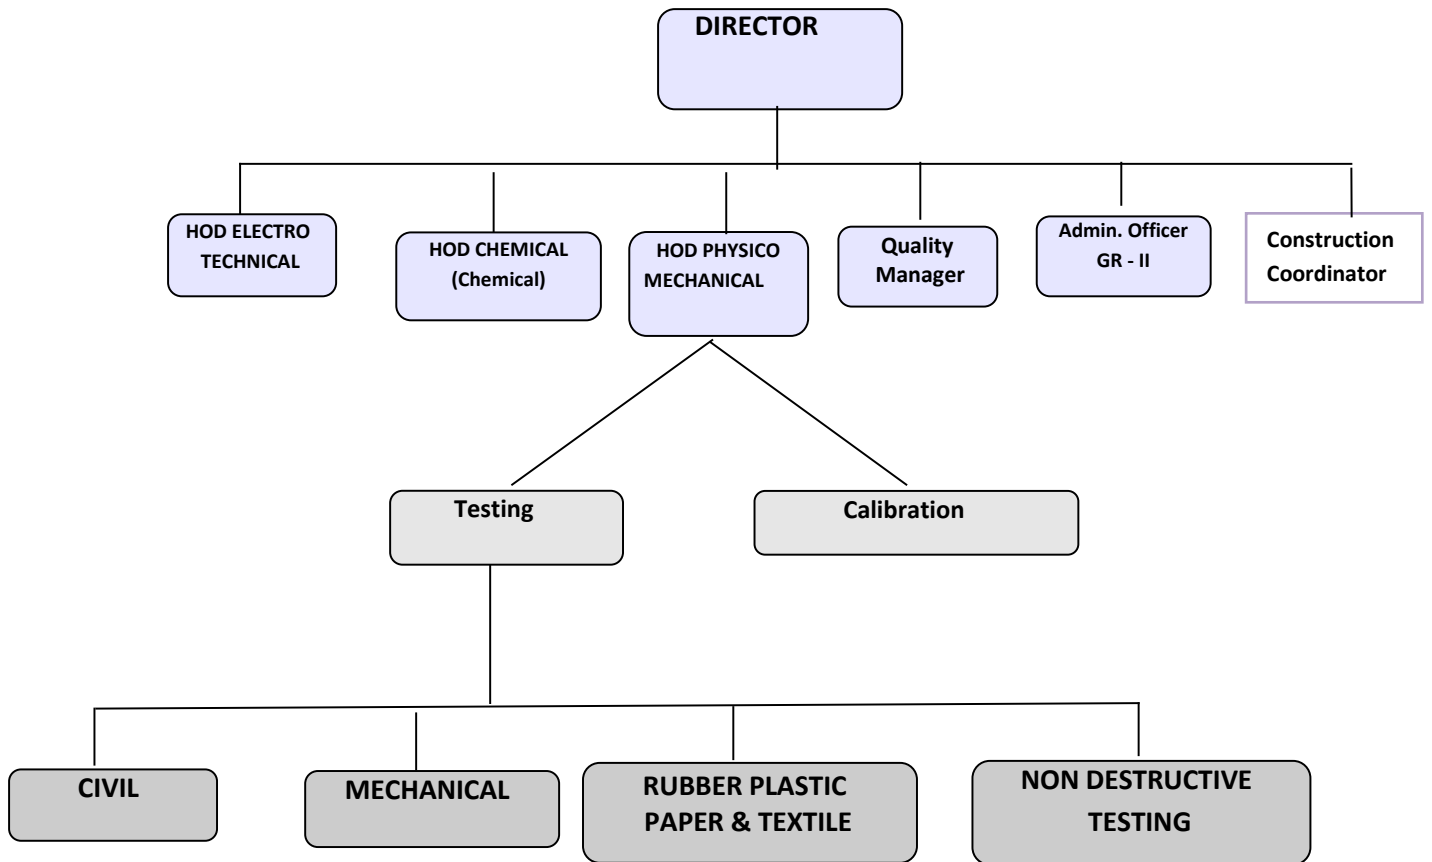 DIRECTOR
HOD ELECTRO
TECHNICAL
HOD CHEMICAL
(Chemical)
HOD PHYSICO
MECHANICAL
Quality
Manager
Admin. Officer
GR - II
Construction
Coordinator
Testing
Calibration
CIVIL
MECHANICAL
RUBBER PLASTIC
PAPER & TEXTILE
NON DESTRUCTIVE
TESTING